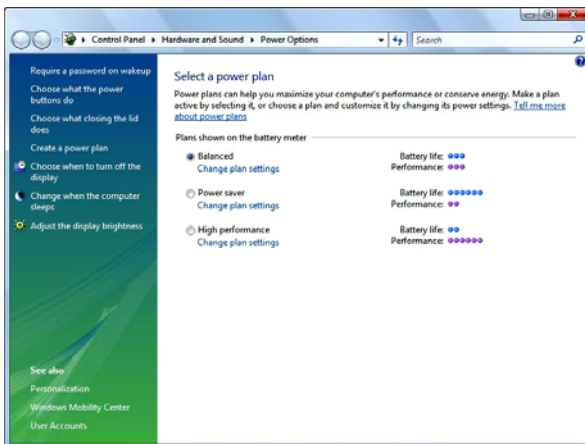 Control Panel ▸ Hardware and Sound ▸ Power Options
Search
Require a password on wakeup
Choose what the power
buttons do
Choose what closing the lid
does
Create a power plan
Choose when to turn off the
display
Change when the computer
sleeps
Adjust the display brightness
See also
Personalization
Windows Mobility Center
User Accounts
Select a power plan
Power plans can help you maximize your computer's performance or conserve energy. Make a plan
active by selecting it, or choose a plan and customize it by changing its power settings. Tell me more
about power plans
Plans shown on the battery meter
Balanced Battery life:
Change plan settings Performance:
Power saver Battery life:
Change plan settings Performance:
High performance Battery life:
Change plan settings Performance: